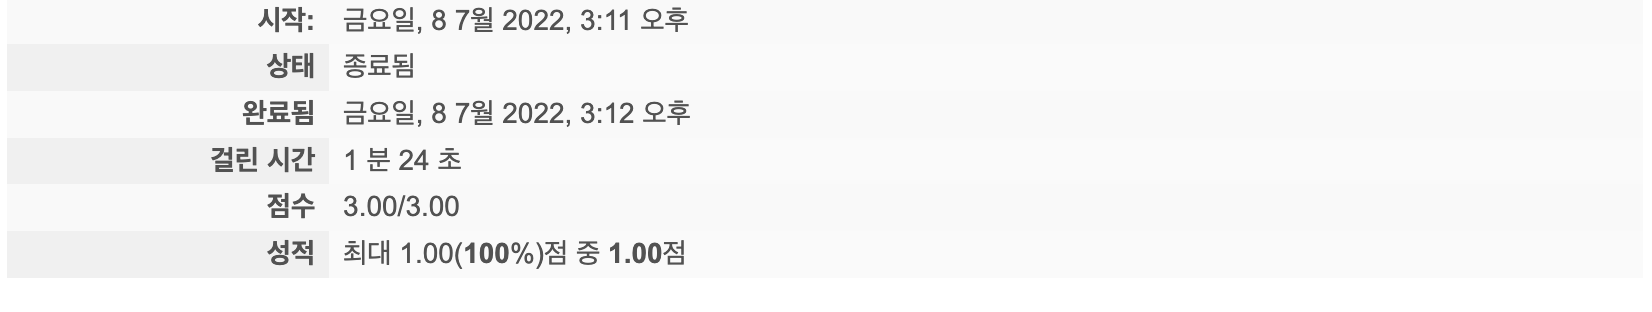 시작: 금요일, 8 7월 2022, 3:11 오후
상태 종료됨
완료됨 금요일, 8 7월 2022, 3:12 오후
걸린 시간 1 분 24 초
점수 3.00/3.00
성적 최대 1.00(100%)점 중 1.00점